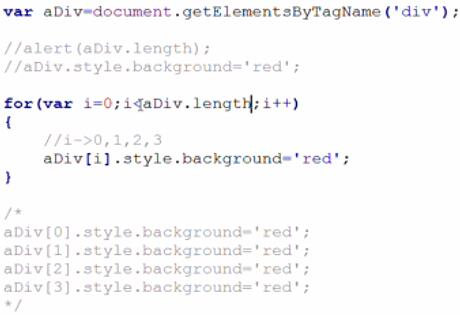 var aDiv=document.getElementsByTagName('div');
//alert(aDiv.length);
//aDiv.style.background='red';
for(var i=0;i<aDiv.length;i++)
{
//i->0,1,2,3
aDiv[i].style.background='red';
}
/*
aDiv[0].style.background='red';
aDiv[1].style.background='red';
aDiv[2].style.background='red';
aDiv[3].style.background='red';
*/